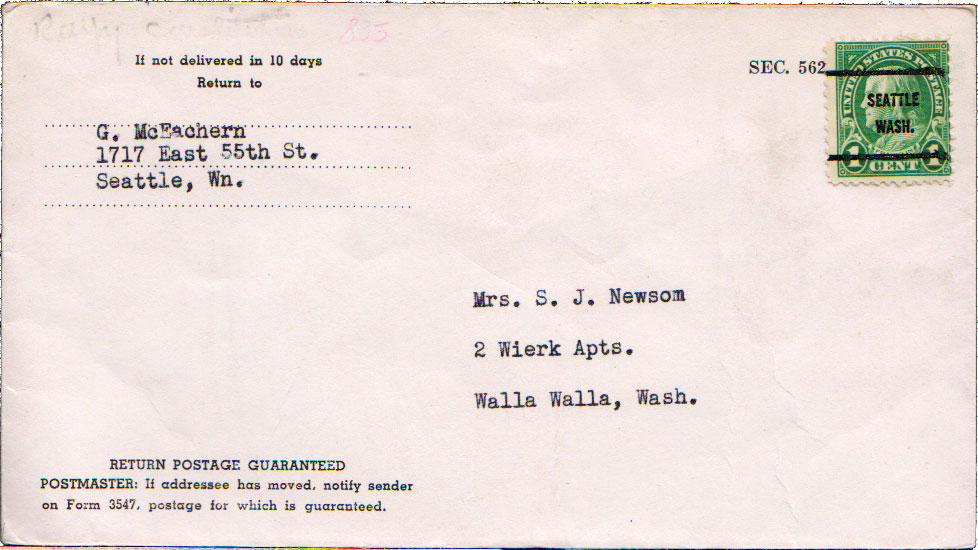 835
If not delivered in 10 days
Return to
G. McEachern
1717 East 55th St.
Seattle, Wn.
SEC. 562
UNITED STATES POSTAGE
SEATTLE
WASH.
1 CENT 1
Mrs. S. J. Newsom
2 Wierk Apts.
Walla Walla, Wash.
RETURN POSTAGE GUARANTEED
POSTMASTER: If addressee has moved, notify sender
on Form 3547, postage for which is guaranteed.